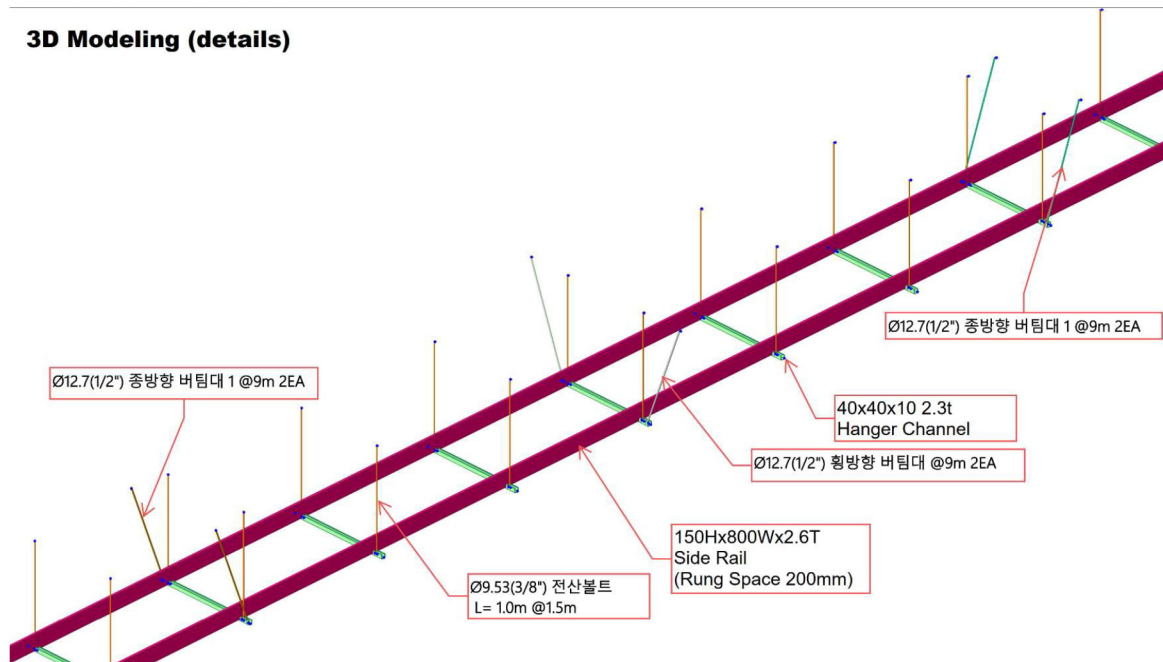 3D Modeling (details)
Ø12.7(1/2") 종방향 버팀대 1 @9m 2EA
Ø12.7(1/2") 종방향 버팀대 1 @9m 2EA
40x40x10 2.3t
Hanger Channel
Ø12.7(1/2") 횡방향 버팀대 @9m 2EA
150Hx800Wx2.6T
Side Rail
(Rung Space 200mm)
Ø9.53(3/8") 전산볼트
L= 1.0m @1.5m